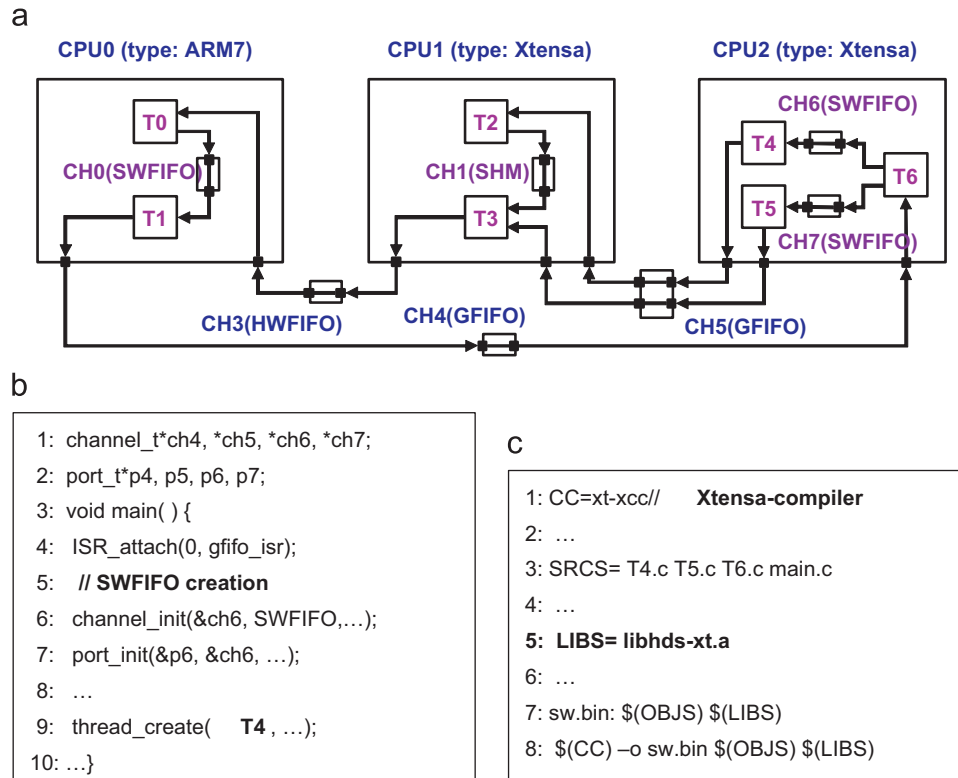 a
CPU0 (type: ARM7)
CPU1 (type: Xtensa)
CPU2 (type: Xtensa)
T0
CH0(SWFIFO)
T1
T2
CH1(SHM)
T3
CH6(SWFIFO)
T4
T6
T5
CH7(SWFIFO)
CH3(HWFIFO)
CH4(GFIFO)
CH5(GFIFO)
b
1: channel_t*ch4, *ch5, *ch6, *ch7;
2: port_t*p4, p5, p6, p7;
3: void main( ) {
4: ISR_attach(0, gfifo_isr);
5: // SWFIFO creation
6: channel_init(&ch6, SWFIFO,…);
7: port_init(&p6, &ch6, …);
8: …
9: thread_create( T4 , …);
10: …}
c
1: CC=xt-xcc// Xtensa-compiler
2: …
3: SRCS= T4.c T5.c T6.c main.c
4: …
5: LIBS= libhds-xt.a
6: …
7: sw.bin: $(OBJS) $(LIBS)
8: $(CC) –o sw.bin $(OBJS) $(LIBS)